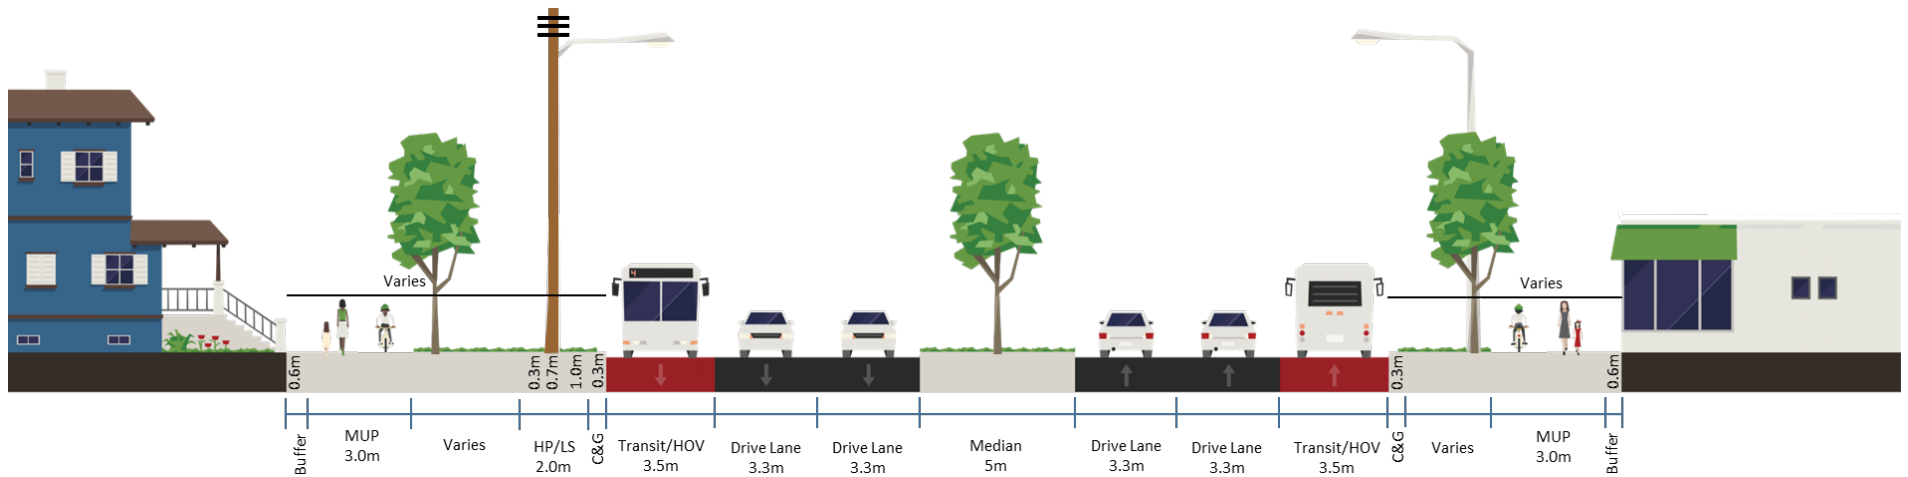 4
Varies
Varies
0.6m
0.3m
0.7m
1.0m
0.3m
0.3m
0.6m
Buffer
MUP
3.0m
Varies
HP/LS
2.0m
C&G
Transit/HOV
3.5m
Drive Lane
3.3m
Drive Lane
3.3m
Median
5m
Drive Lane
3.3m
Drive Lane
3.3m
Transit/HOV
3.5m
C&G
Varies
MUP
3.0m
Buffer